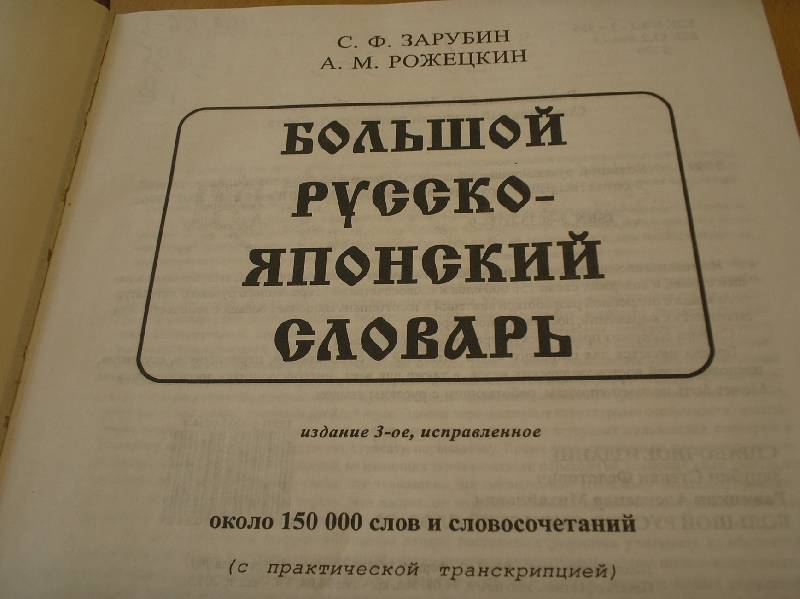 С. Ф. ЗАРУБИН
А. М. РОЖЕЦКИН
БОЛЬШОЙ
РУССКО-
ЯПОНСКИЙ
СЛОВАРЬ
издание 3-ое, исправленное
около 150 000 слов и словосочетаний
(с практической транскрипцией)